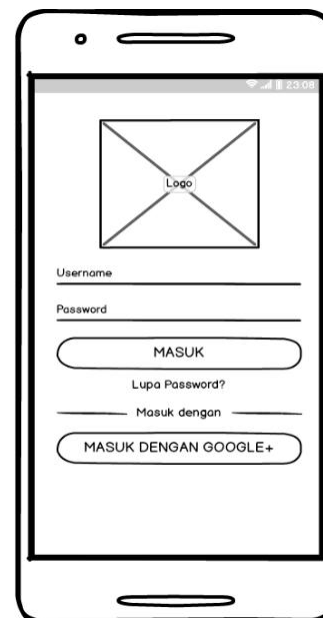 23:08
Logo
Username
Password
MASUK
Lupa Password?
Masuk dengan
MASUK DENGAN GOOGLE+